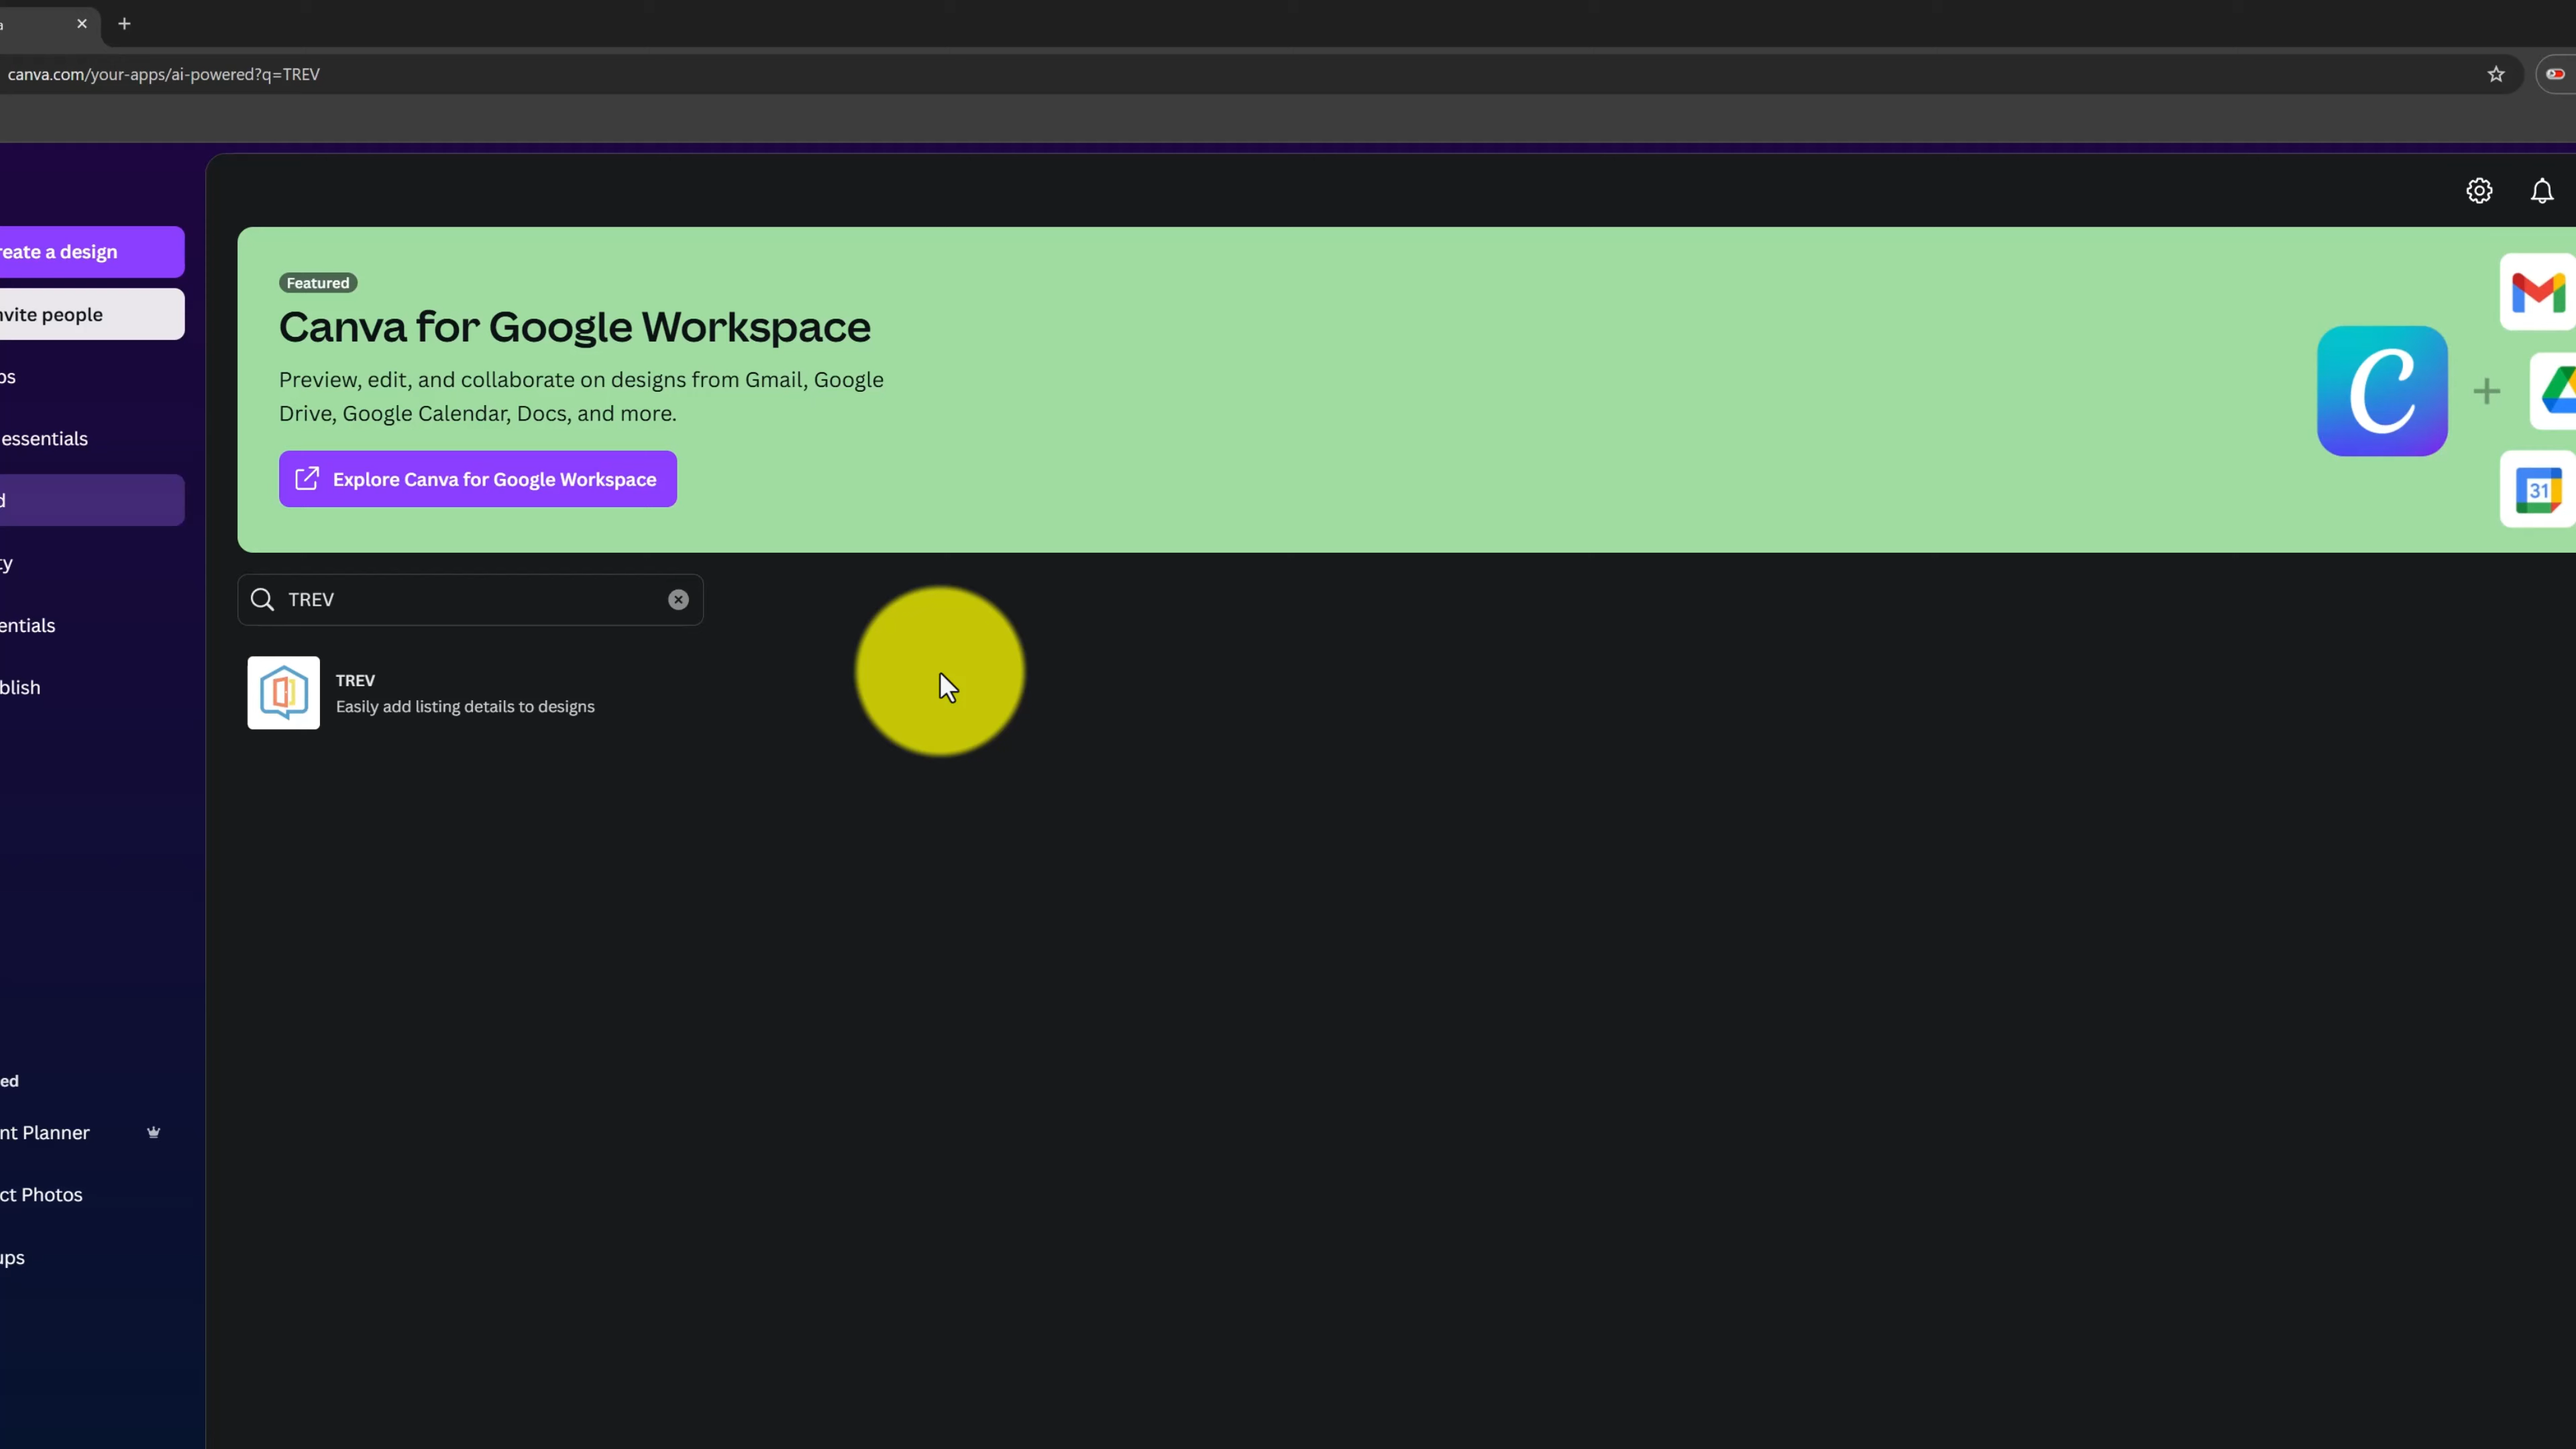 canva.com/your-apps/ai-powered?q=TREV
reate a design
nvite people
ps
essentials
d
ty
entials
blish
ed
nt Planner
ct Photos
ups
Featured
Canva for Google Workspace
Preview, edit, and collaborate on designs from Gmail, Google
Drive, Google Calendar, Docs, and more.
Explore Canva for Google Workspace
C
31
TREV
TREV
Easily add listing details to designs